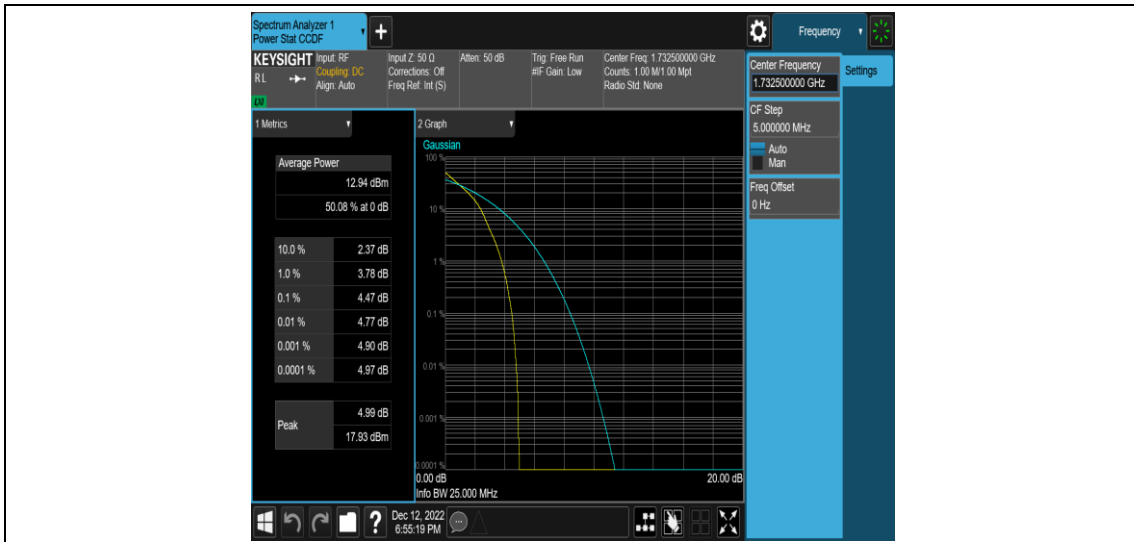 Spectrum Analyzer 1
Power Stat CCDF
+
Frequency
KEYSIGHT
RL
LXI
Input: RF
Coupling: DC
Align: Auto
Input Z: 50 Ω
Corrections: Off
Freq Ref: Int (S)
Atten: 50 dB
Trig: Free Run
#IF Gain: Low
Center Freq: 1.732500000 GHz
Counts: 1.00 M/1.00 Mpt
Radio Std: None
Center Frequency
1.732500000 GHz
Settings
CF Step
5.000000 MHz
Auto
Man
Freq Offset
0 Hz
1 Metrics
Average Power
12.94 dBm
50.08 % at 0 dB
10.0 % 2.37 dB
1.0 % 3.78 dB
0.1 % 4.47 dB
0.01 % 4.77 dB
0.001 % 4.90 dB
0.0001 % 4.97 dB
Peak
4.99 dB
17.93 dBm
2 Graph
Gaussian
100 %
10 %
1 %
0.1 %
0.01 %
0.001 %
0.0001 %
0.00 dB 20.00 dB
Info BW 25.000 MHz
?
Dec 12, 2022
6:55:19 PM